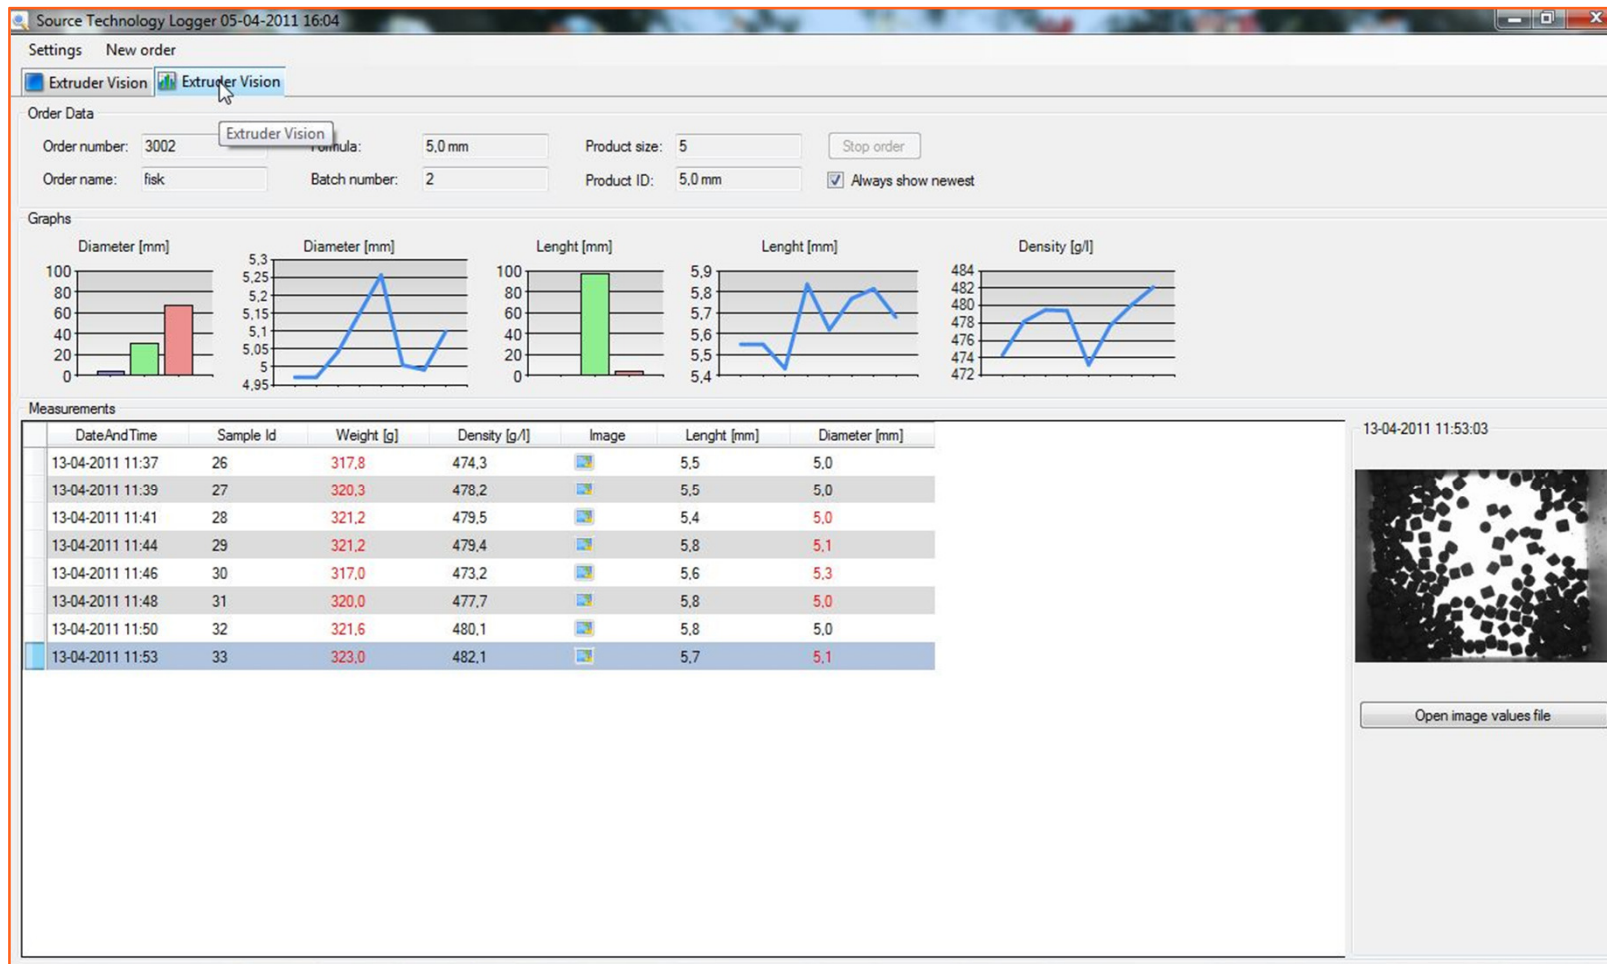 Source Technology Logger 05-04-2011 16:04
Settings New order
Extruder Vision Extruder Vision
Order Data
Extruder Vision
Order number: 3002 Formula: 5,0 mm Product size: 5 Stop order
Order name: fisk Batch number: 2 Product ID: 5,0 mm Always show newest
Graphs
Diameter [mm] Diameter [mm] Lenght [mm] Lenght [mm] Density [g/l]
100 80 60 40 20 0
5,3 5,25 5,2 5,15 5,1 5,05 5 4,95
100 80 60 40 20 0
5,9 5,8 5,7 5,6 5,5 5,4
484 482 480 478 476 474 472
Measurements
DateAndTime Sample Id Weight [g] Density [g/l] Image Lenght [mm] Diameter [mm]
13-04-2011 11:37 26 317,8 474,3 5,5 5,0
13-04-2011 11:39 27 320,3 478,2 5,5 5,0
13-04-2011 11:41 28 321,2 479,5 5,4 5,0
13-04-2011 11:44 29 321,2 479,4 5,8 5,1
13-04-2011 11:46 30 317,0 473,2 5,6 5,3
13-04-2011 11:48 31 320,0 477,7 5,8 5,0
13-04-2011 11:50 32 321,6 480,1 5,8 5,0
13-04-2011 11:53 33 323,0 482,1 5,7 5,1
13-04-2011 11:53:03
Open image values file